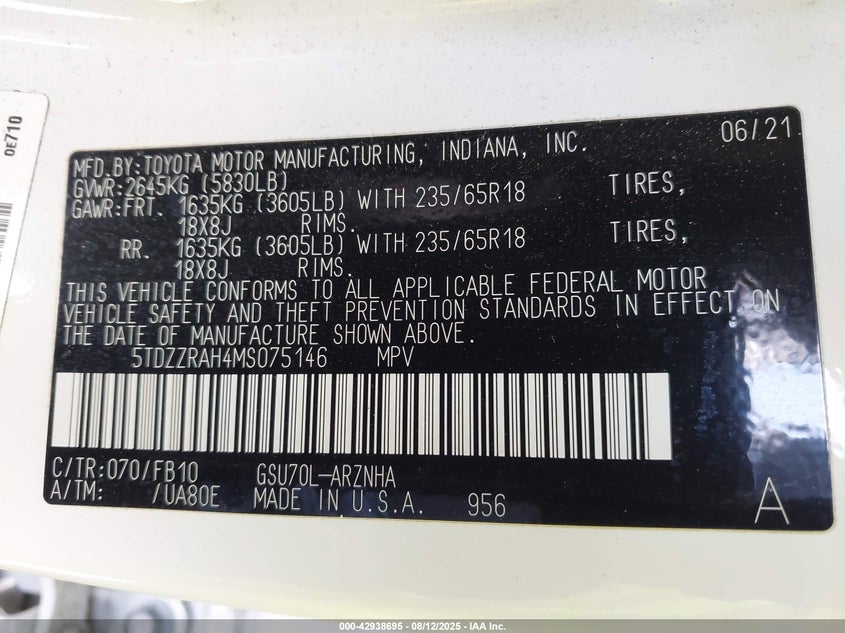 0E710
MFD.BY:TOYOTA MOTOR MANUFACTURING, INDIANA, INC. 06/21
GVWR:2645KG (5830LB)
GAWR:FRT. 1635KG (3605LB) WITH 235/65R18 TIRES,
18X8J RIMS.
RR. 1635KG (3605LB) WITH 235/65R18 TIRES,
18X8J RIMS.
THIS VEHICLE CONFORMS TO ALL APPLICABLE FEDERAL MOTOR
VEHICLE SAFETY AND THEFT PREVENTION STANDARDS IN EFFECT ON
THE DATE OF MANUFACTURE SHOWN ABOVE.
5TDZZRAH4MS075146 MPV
C/TR:070/FB10 GSU70L-ARZNHA
A/TM: /UA80E MADE IN U.S.A. 956 A
000-42938695 - 08/12/2025 - IAA Inc.